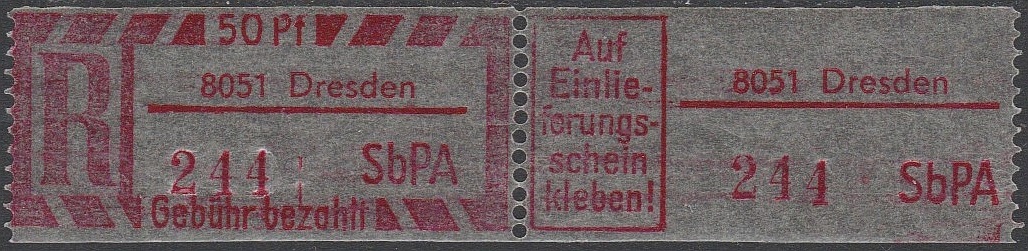 50 Pf
R
8051 Dresden
244
SbPA
Gebühr bezahlt
Auf
Einlie-
ferungs-
schein
kleben!
8051 Dresden
244
SbPA